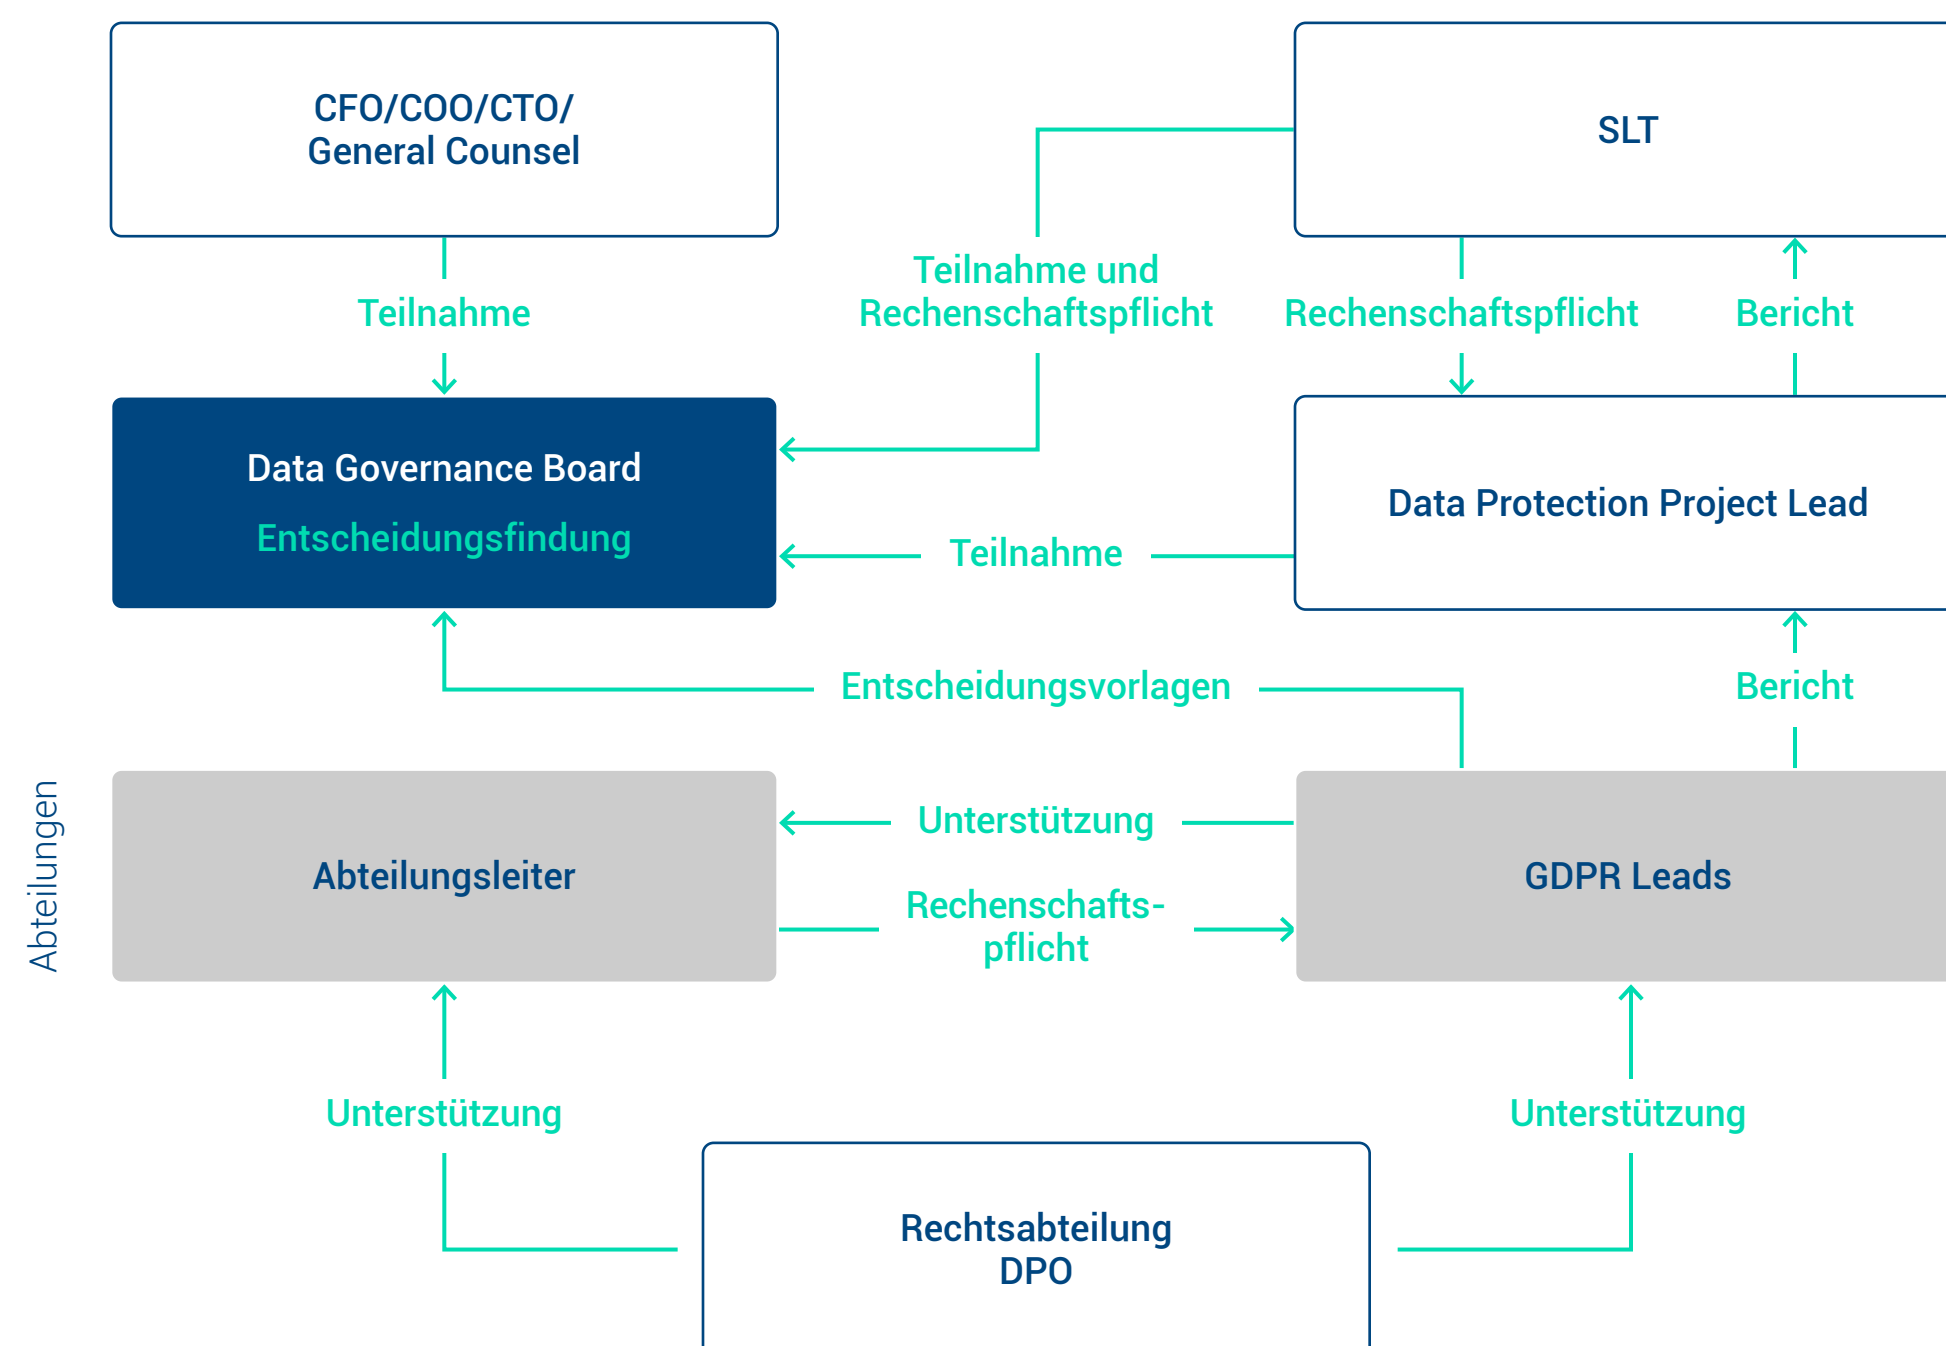 CFO/COO/CTO/
General Counsel
SLT
Teilnahme
Teilnahme und
Rechenschaftspflicht
Rechenschaftspflicht
Bericht
Data Governance Board
Entscheidungsfindung
Teilnahme
Data Protection Project Lead
Entscheidungsvorlagen
Bericht
Abteilungen
Abteilungsleiter
Unterstützung
Rechenschafts-
pflicht
GDPR Leads
Unterstützung
Unterstützung
Rechtsabteilung
DPO